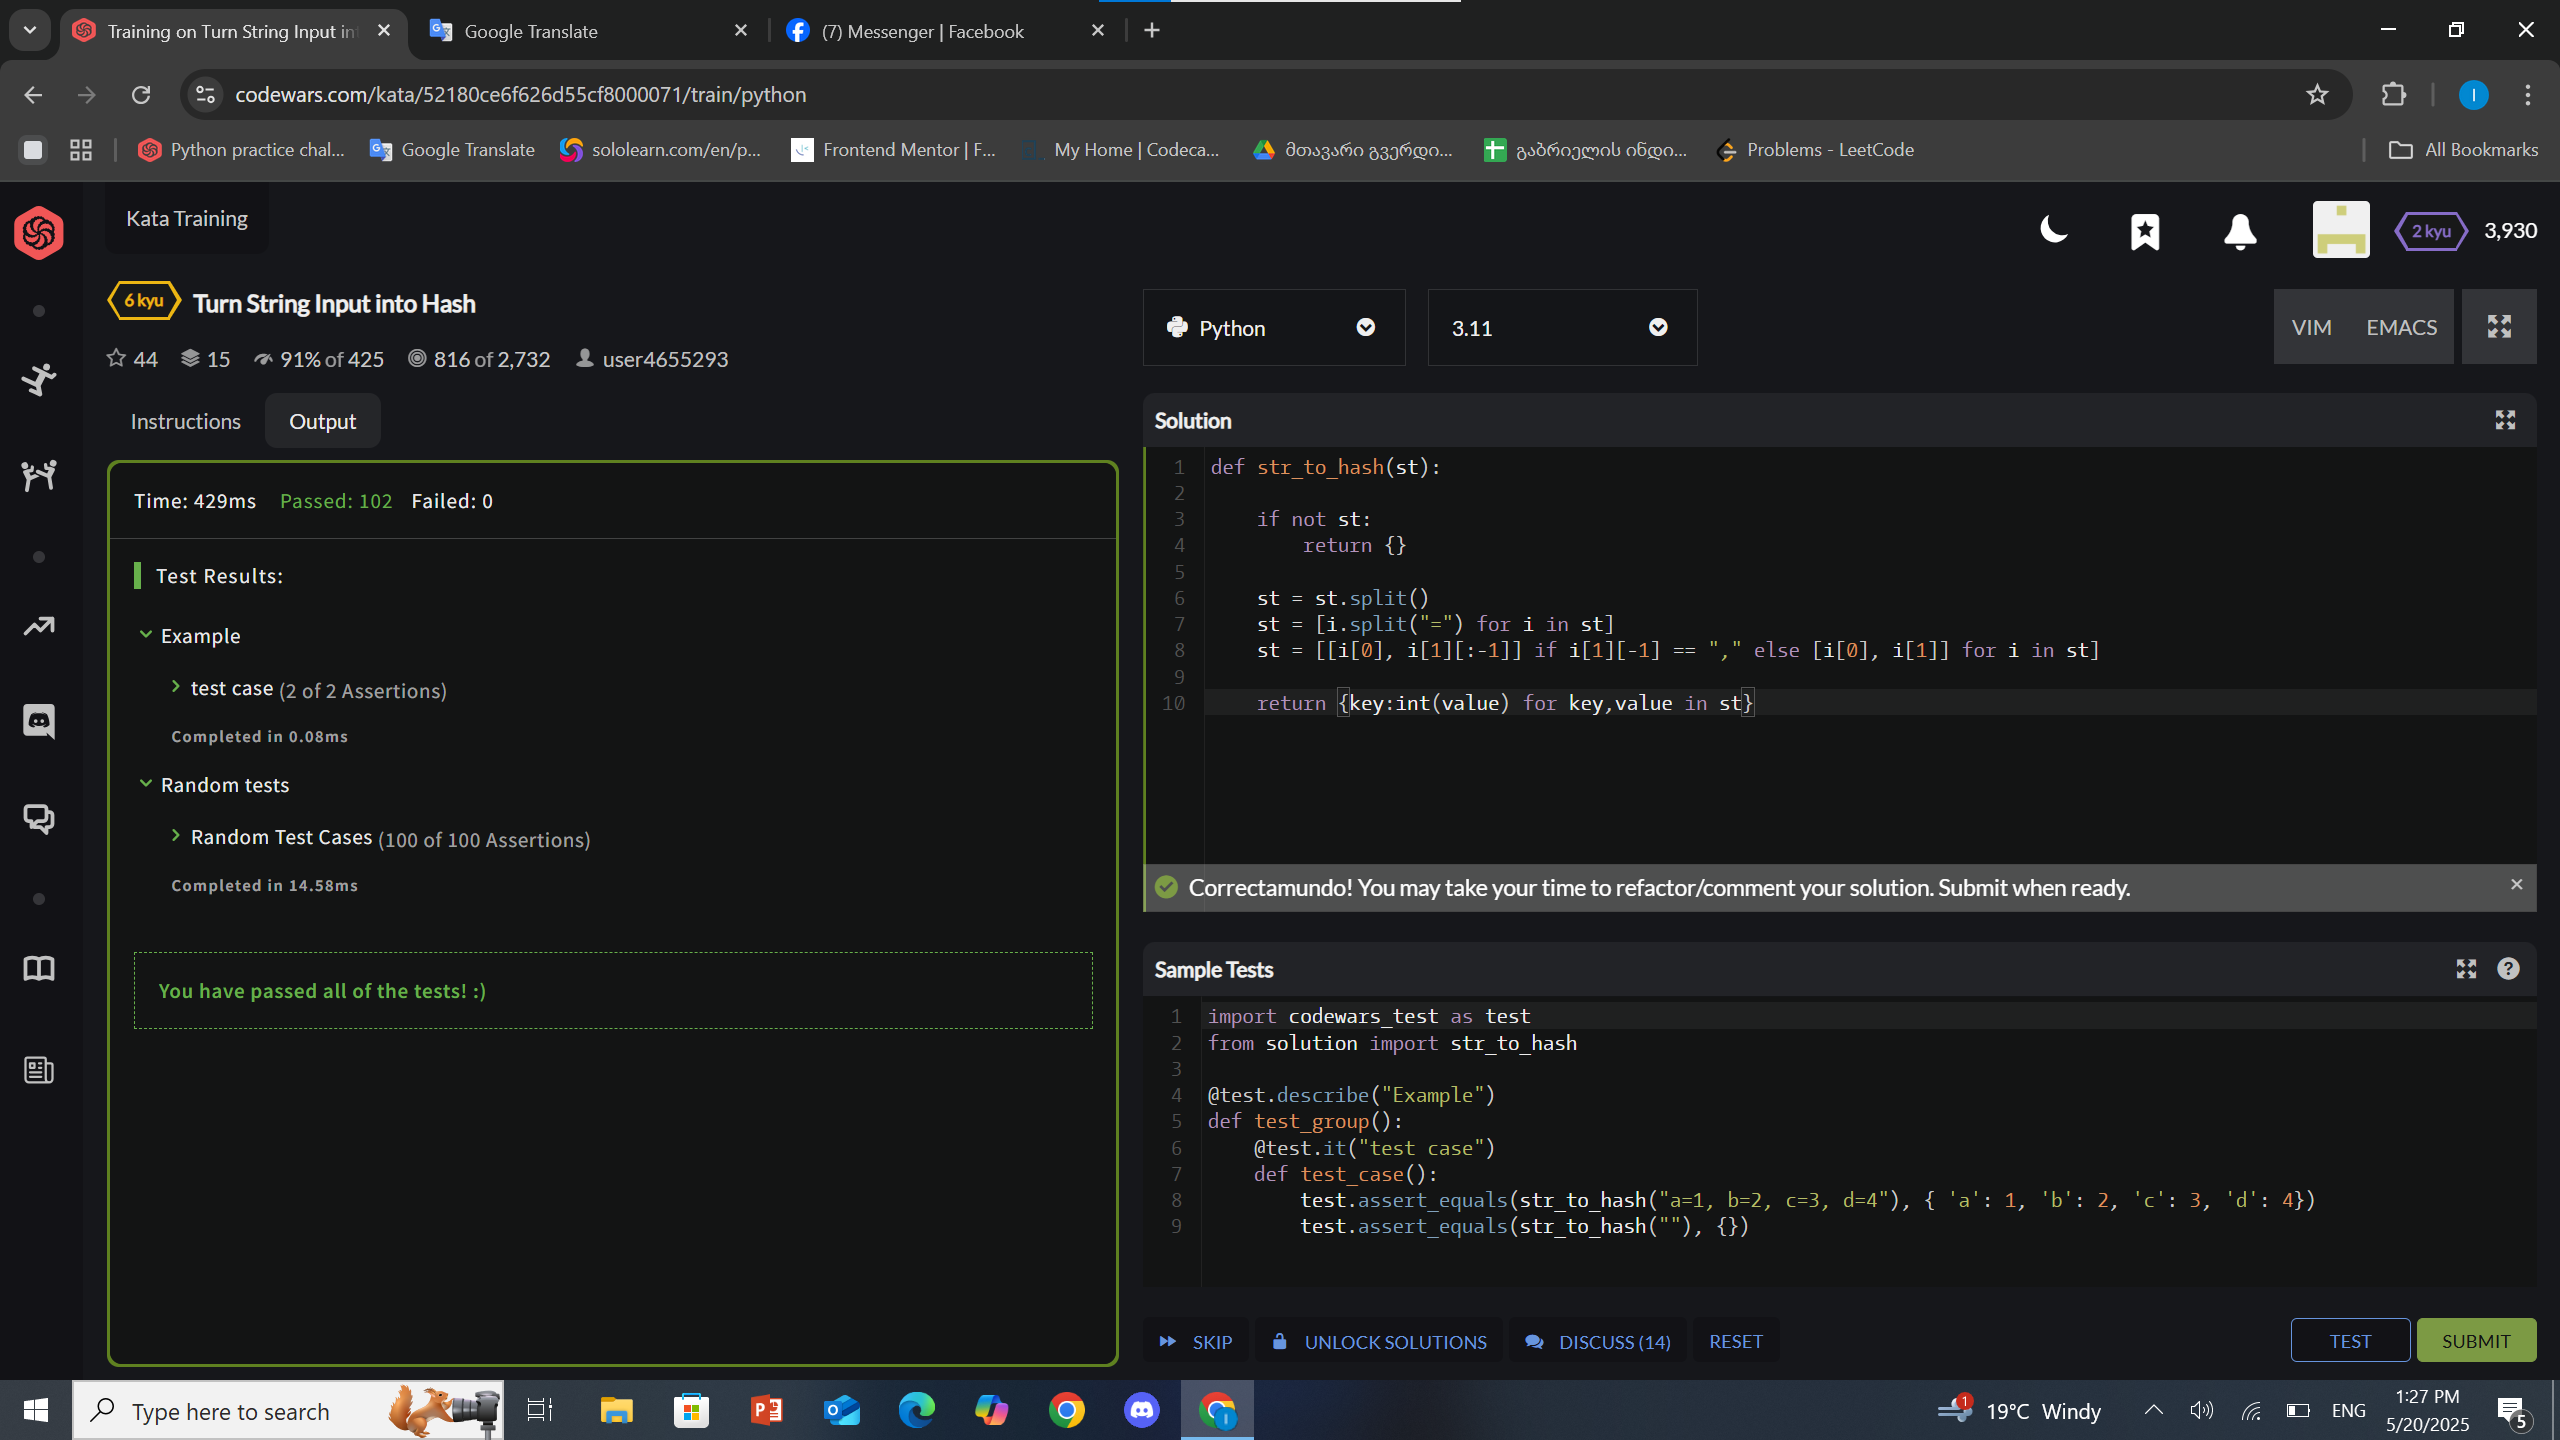 Training on Turn String Input in
Google Translate
(7) Messenger | Facebook
codewars.com/kata/52180ce6f626d55cf8000071/train/python
Python practice chal...
Google Translate
sololearn.com/en/p...
Frontend Mentor | F...
My Home | Codeca...
მთავარი გვერდი...
გაბრიელის ინდი...
Problems - LeetCode
All Bookmarks
Kata Training
2 kyu
3,930
6 kyu
Turn String Input into Hash
44
15
91% of 425
816 of 2,732
user4655293
Python
3.11
VIM
EMACS
Instructions
Output
Time: 429ms Passed: 102 Failed: 0
Test Results:
Example
test case (2 of 2 Assertions)
Completed in 0.08ms
Random tests
Random Test Cases (100 of 100 Assertions)
Completed in 14.58ms
You have passed all of the tests! :)
Solution
1 def str_to_hash(st):
2
3 if not st:
4 return {}
5
6 st = st.split()
7 st = [i.split("=") for i in st]
8 st = [[i[0], i[1][:-1]] if i[1][-1] == "," else [i[0], i[1]] for i in st]
9
10 return {key:int(value) for key,value in st}
Correctamundo! You may take your time to refactor/comment your solution. Submit when ready.
Sample Tests
1 import codewars_test as test
2 from solution import str_to_hash
3
4 @test.describe("Example")
5 def test_group():
6 @test.it("test case")
7 def test_case():
8 test.assert_equals(str_to_hash("a=1, b=2, c=3, d=4"), { 'a': 1, 'b': 2, 'c': 3, 'd': 4})
9 test.assert_equals(str_to_hash(""), {})
SKIP
UNLOCK SOLUTIONS
DISCUSS (14)
RESET
TEST
SUBMIT
Type here to search
1
19°C Windy
ENG
1:27 PM
5/20/2025
5